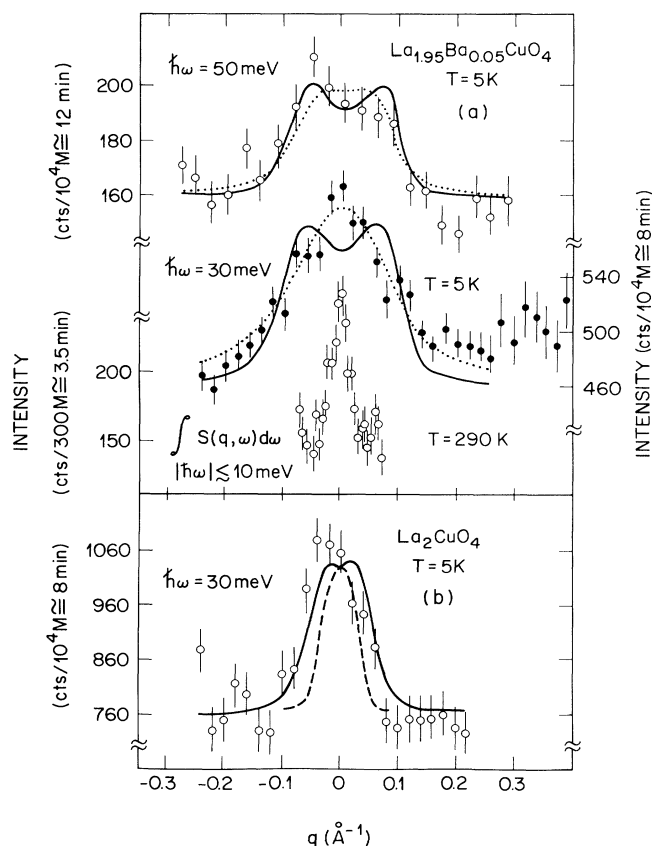 ℏω = 50 meV
La1.95Ba0.05CuO4
T = 5K
(a)
200
180
160
(cts/10⁴M ≅ 12 min)
ℏω = 30 meV
T = 5K
540
500
460
INTENSITY (cts/10⁴M ≅ 8 min)
200
150
INTENSITY
(cts/300M ≅ 3.5 min)
∫ S(q,ω)dω
|ℏω| ≲ 10 meV
T = 290 K
La2CuO4
T = 5K
(b)
ℏω = 30 meV
1060
960
860
760
(cts/10⁴M ≅ 8 min)
-0.3 -0.2 -0.1 0 0.1 0.2 0.3
q (Å⁻¹)